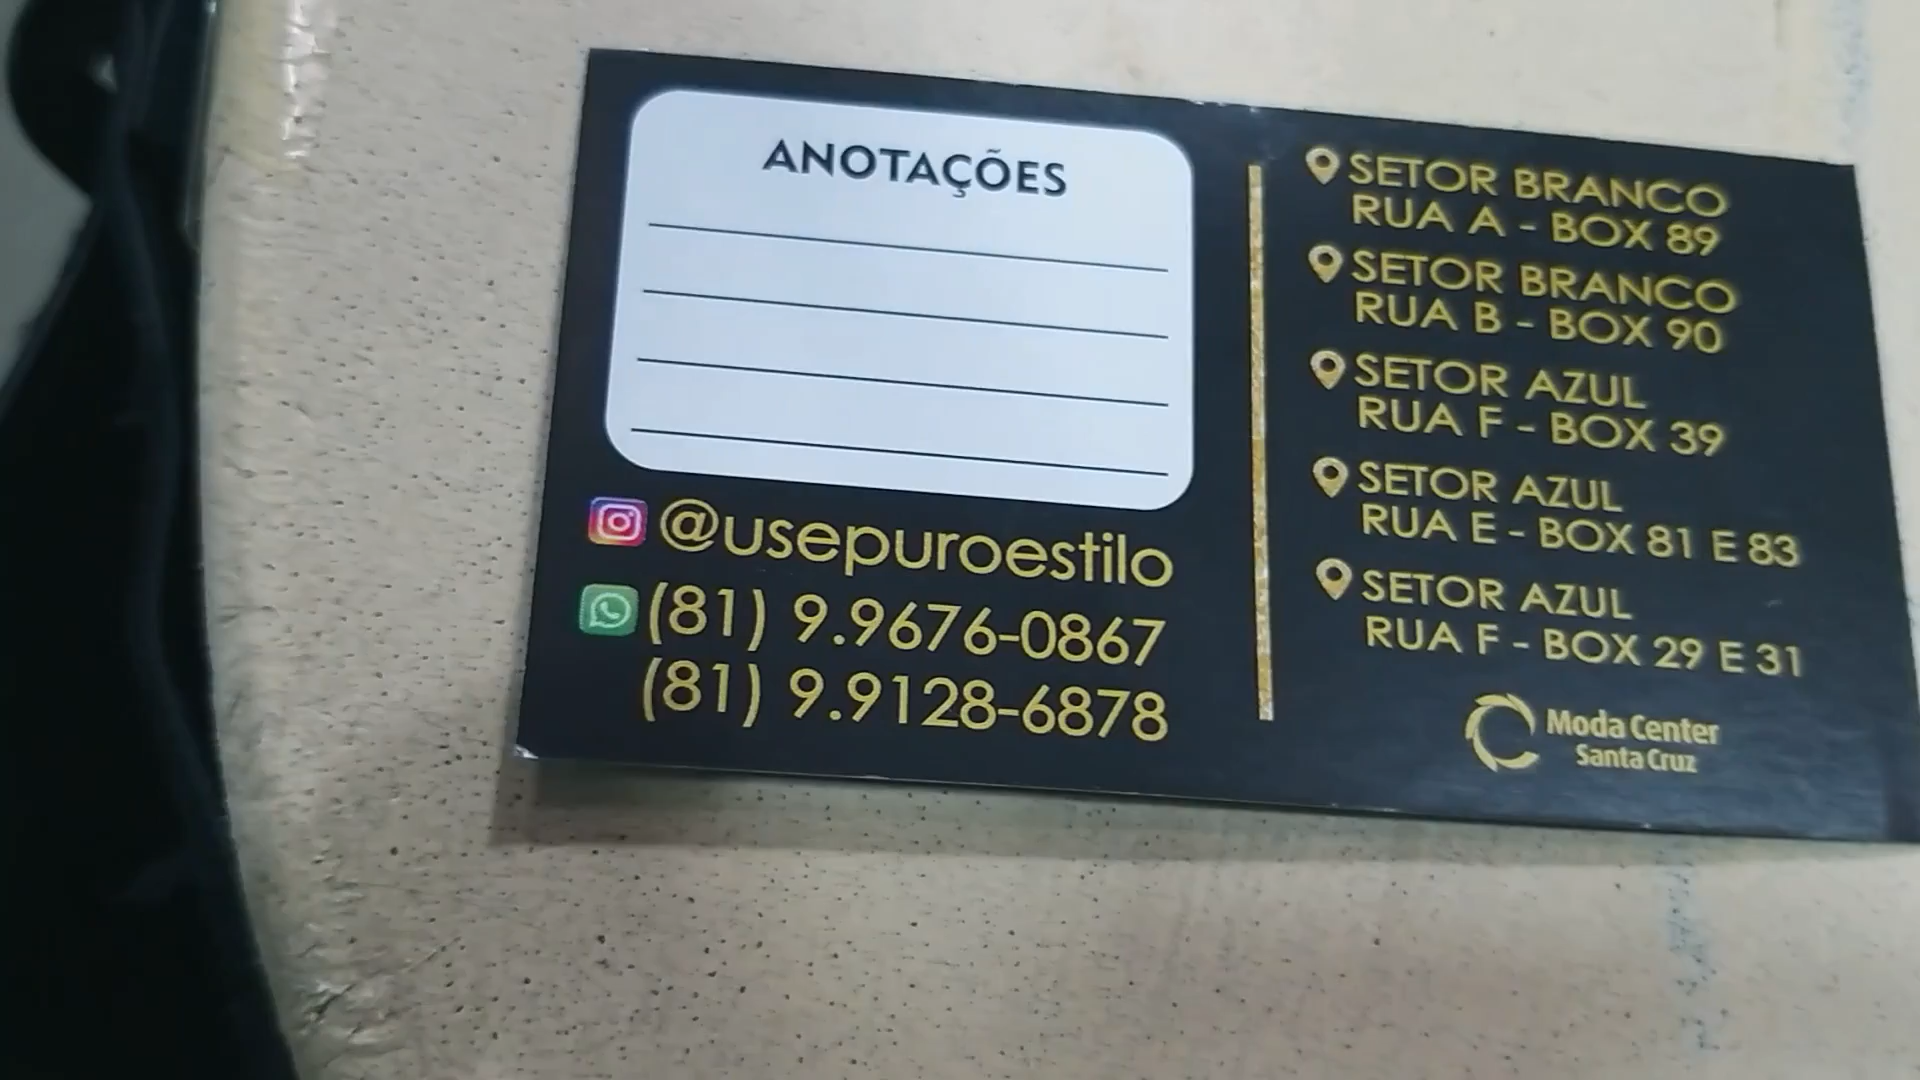 ANOTAÇÕES
@usepuroestilo
(81) 9.9676-0867
(81) 9.9128-6878
SETOR BRANCO
RUA A - BOX 89
SETOR BRANCO
RUA B - BOX 90
SETOR AZUL
RUA F - BOX 39
SETOR AZUL
RUA E - BOX 81 E 83
SETOR AZUL
RUA F - BOX 29 E 31
Moda Center
Santa Cruz